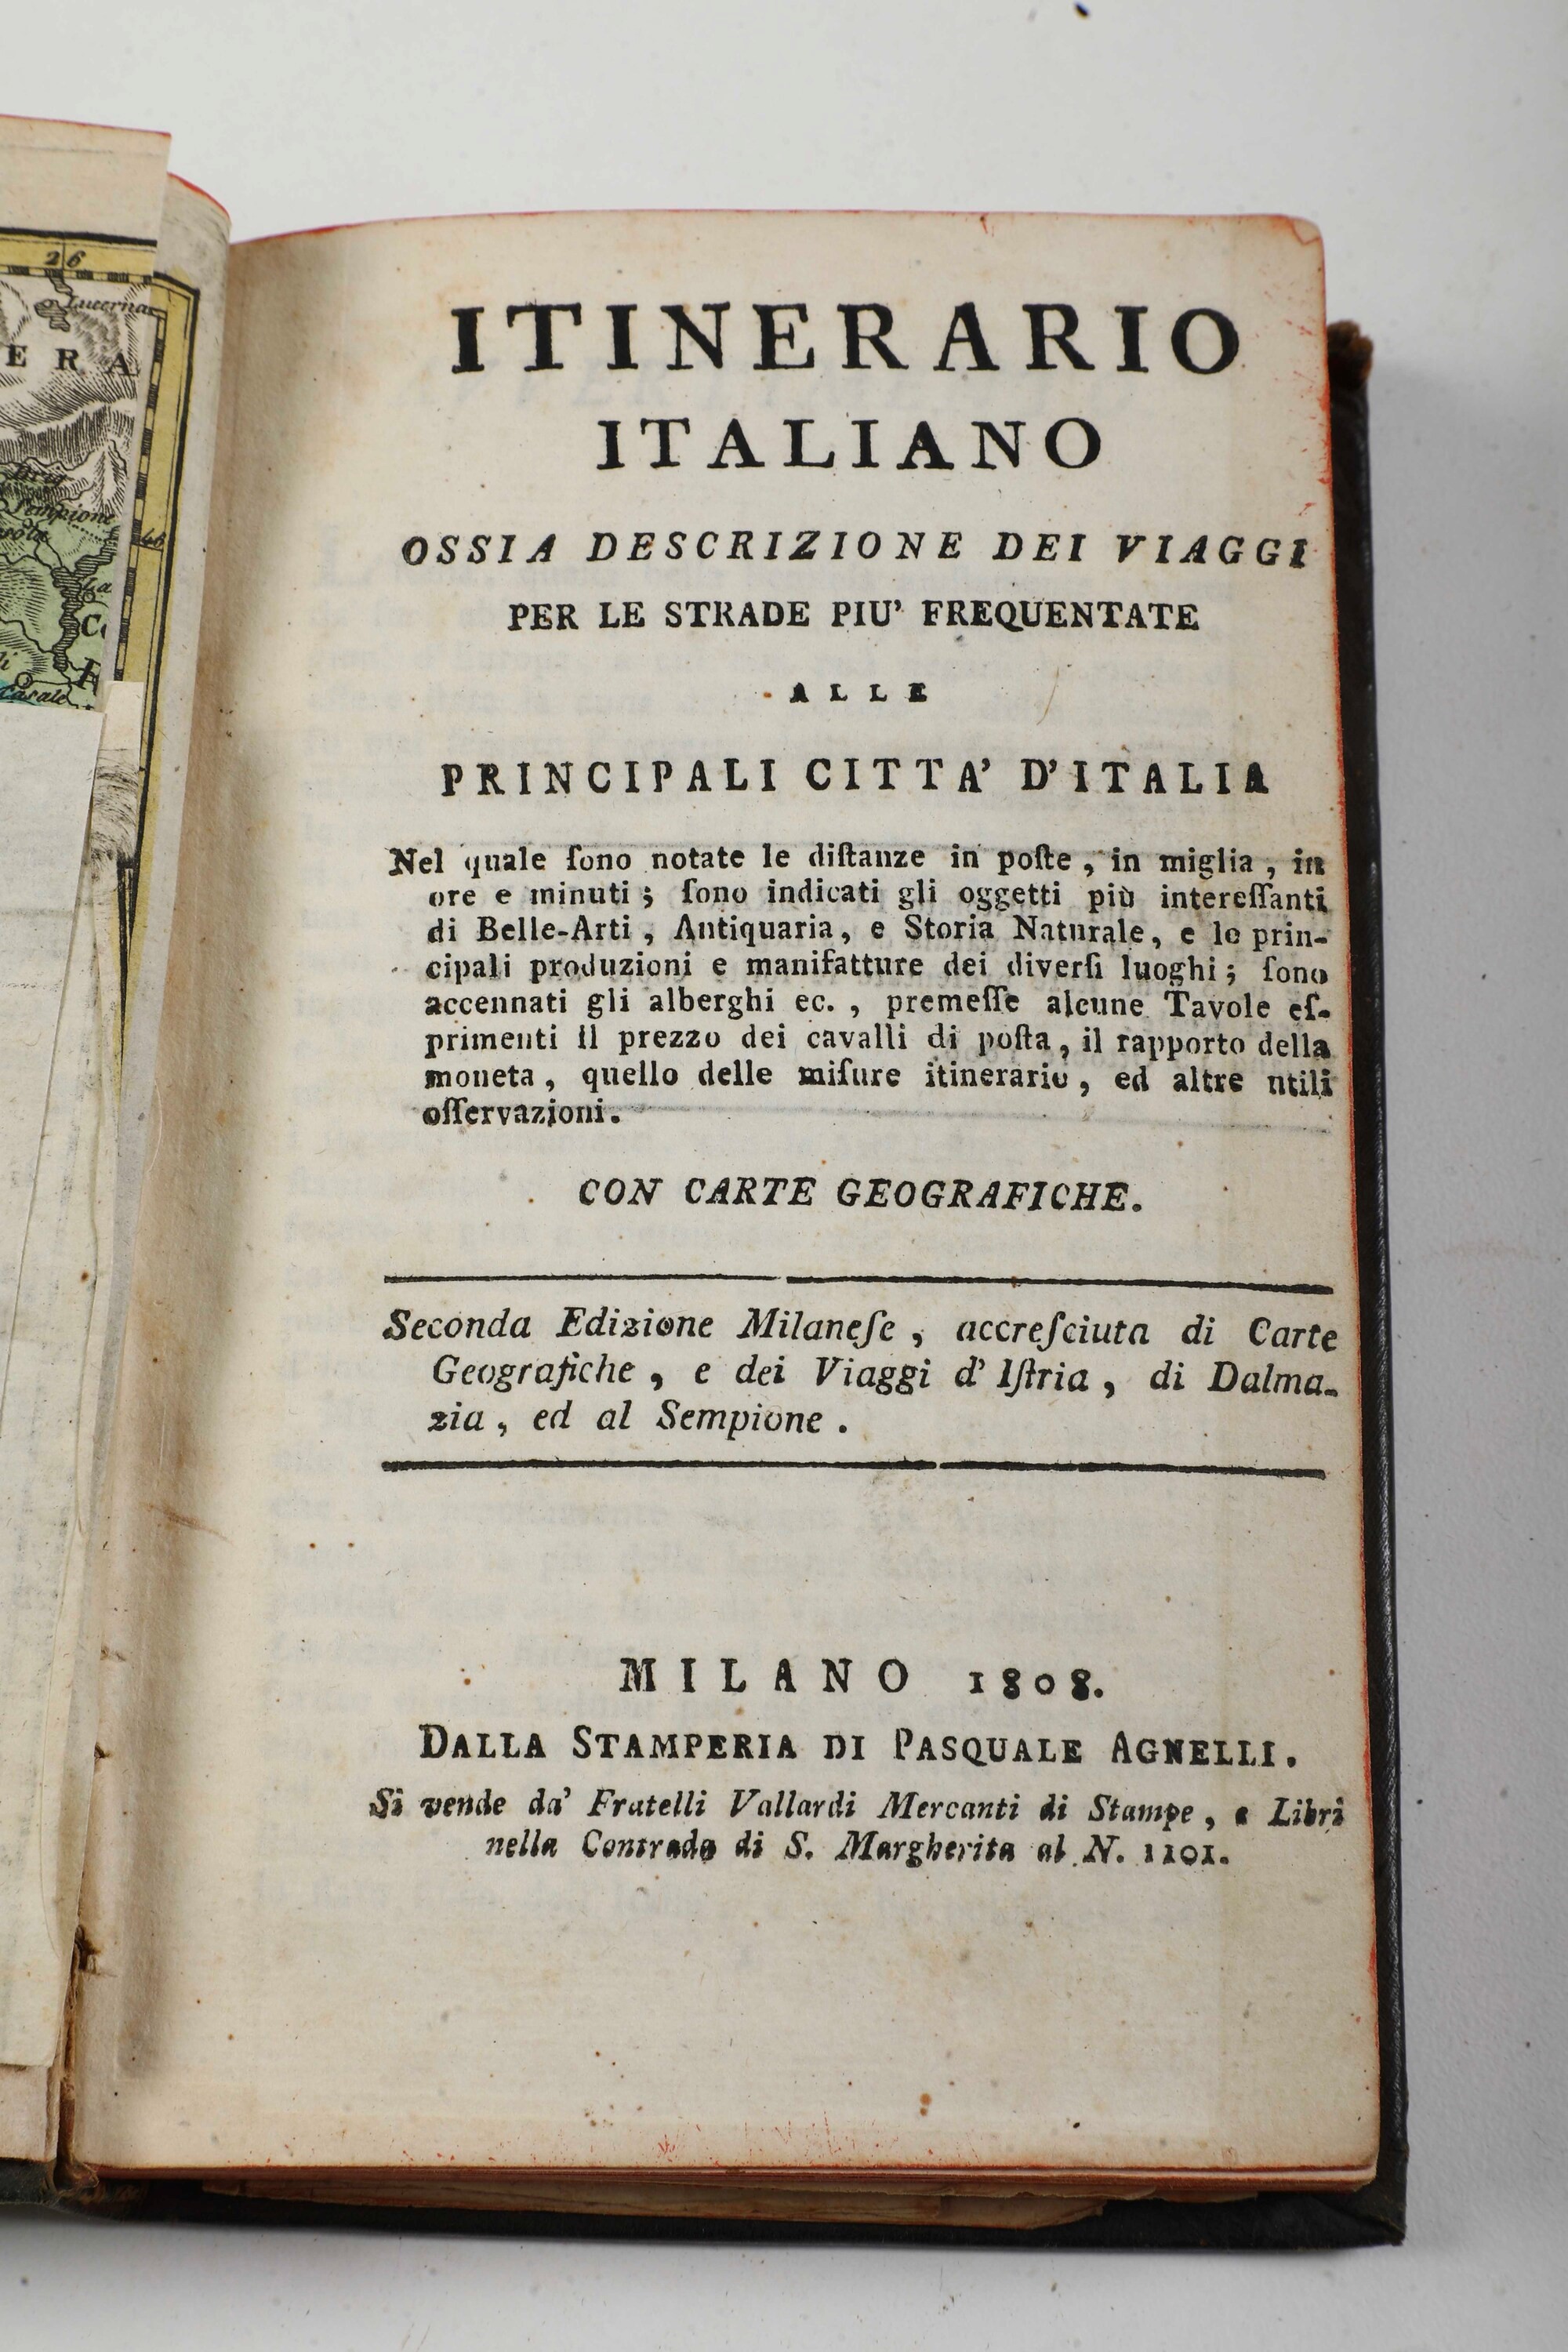 26
Lucerna
E R A
Sempione
46
Casale
ITINERARIO
ITALIANO
OSSIA DESCRIZIONE DEI VIAGGI
PER LE STRADE PIU' FREQUENTATE
ALLE
PRINCIPALI CITTA' D'ITALIA
Nel quale ſono notate le diſtanze in poſte, in miglia, in
ore e minuti; ſono indicati gli oggetti più intereſſanti
di Belle-Arti, Antiquaria, e Storia Naturale, e le prin-
cipali produzioni e manifatture dei diverſi luoghi; ſono
accennati gli alberghi ec., premeſſe alcune Tavole eſ-
primenti il prezzo dei cavalli di poſta, il rapporto della
moneta, quello delle miſure itinerarie, ed altre utili
oſſervazioni.
CON CARTE GEOGRAFICHE.
Seconda Edizione Milaneſe, accreſciuta di Carte
Geografiche, e dei Viaggi d' Iſtria, di Dalma-
zia, ed al Sempione.
MILANO 1808.
DALLA STAMPERIA DI PASQUALE AGNELLI.
Si vende da' Fratelli Vallardi Mercanti di Stampe, e Libri
nella Contrada di S. Margherita al N. 1101.